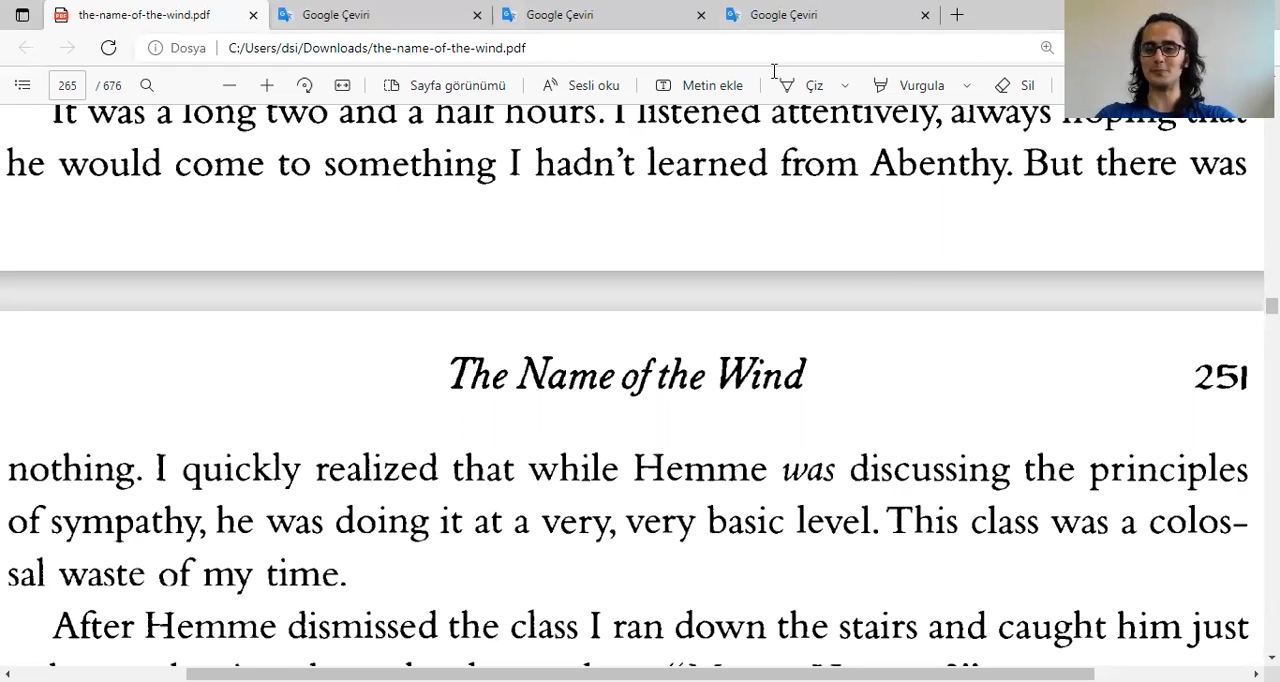 the-name-of-the-wind.pdf
Google Çeviri
Google Çeviri
Google Çeviri
Dosya
C:/Users/dsi/Downloads/the-name-of-the-wind.pdf
265 / 676
Sayfa görünümü
Sesli oku
Metin ekle
Çiz
Vurgula
Sil
It was a long two and a half hours. I listened attentively, always hoping that
he would come to something I hadn't learned from Abenthy. But there was
The Name of the Wind
251
nothing. I quickly realized that while Hemme was discussing the principles
of sympathy, he was doing it at a very, very basic level. This class was a colos-
sal waste of my time.
After Hemme dismissed the class I ran down the stairs and caught him just